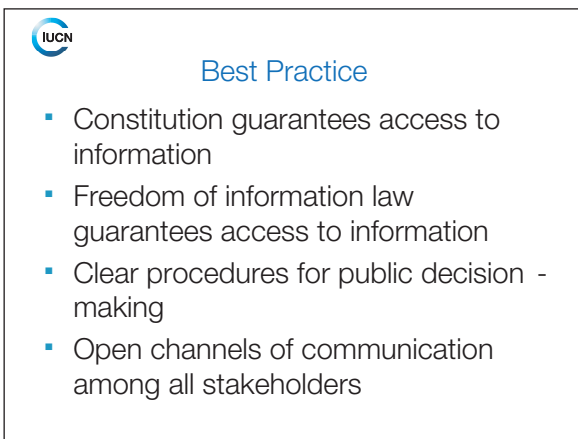 IUCN
Best Practice
▪ Constitution guarantees access to
information
▪ Freedom of information law
guarantees access to information
▪ Clear procedures for public decision -
making
▪ Open channels of communication
among all stakeholders